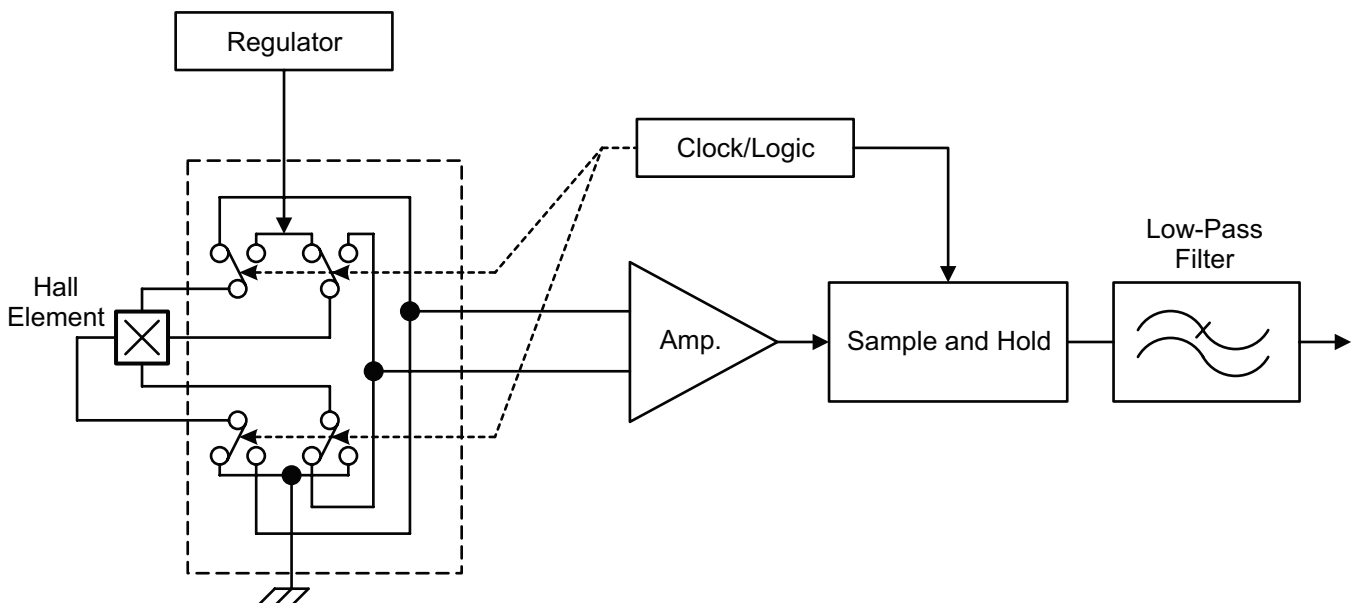 Regulator
Clock/Logic
Low-Pass
Filter
Hall
Element
Amp.
Sample and Hold